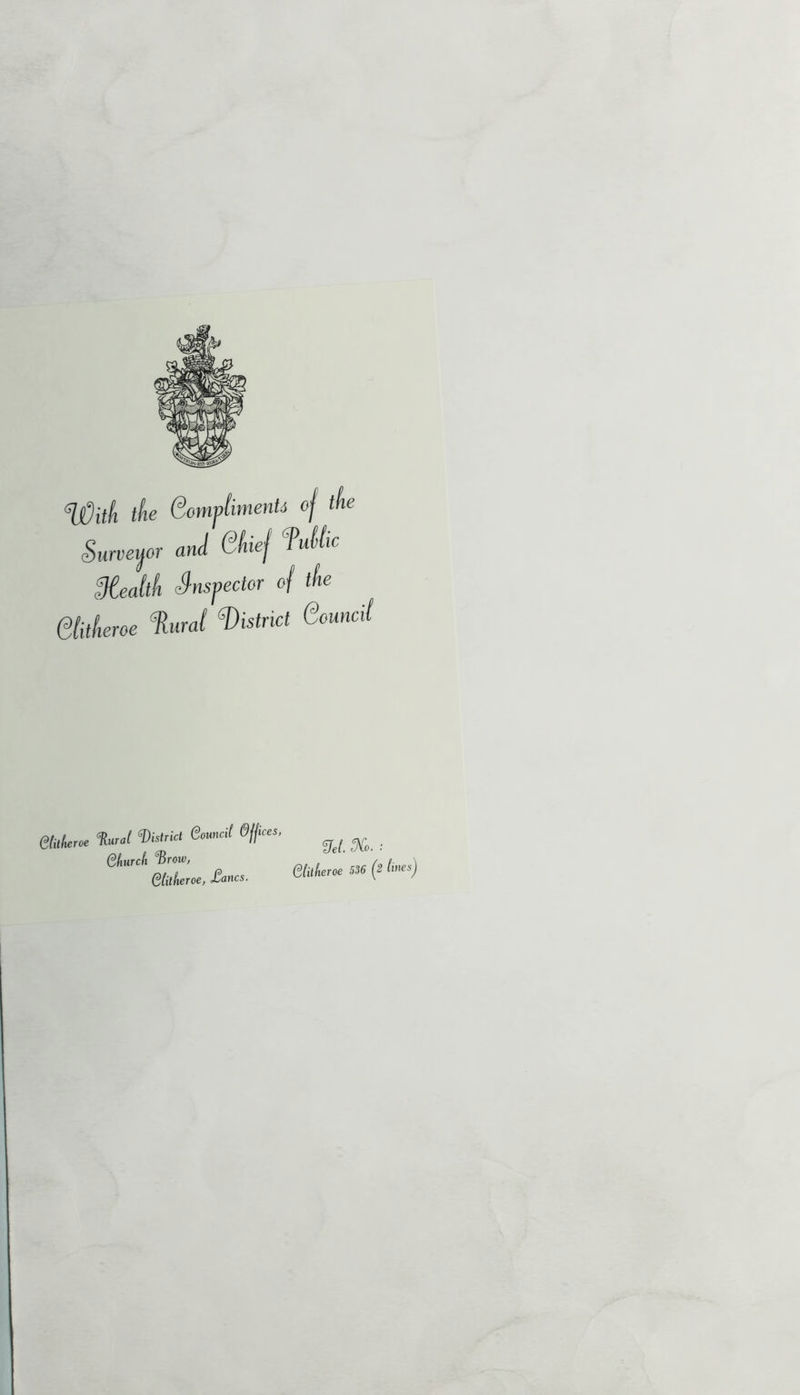 With the Compliments of the
Surveyor and Chief Public
Health Inspector of the
Clitheroe Rural District Council
Clitheroe Rural District Council Offices,
Church Brow,
Clitheroe, Lancs.
Tel. No. :
Clitheroe 536 (2 lines)